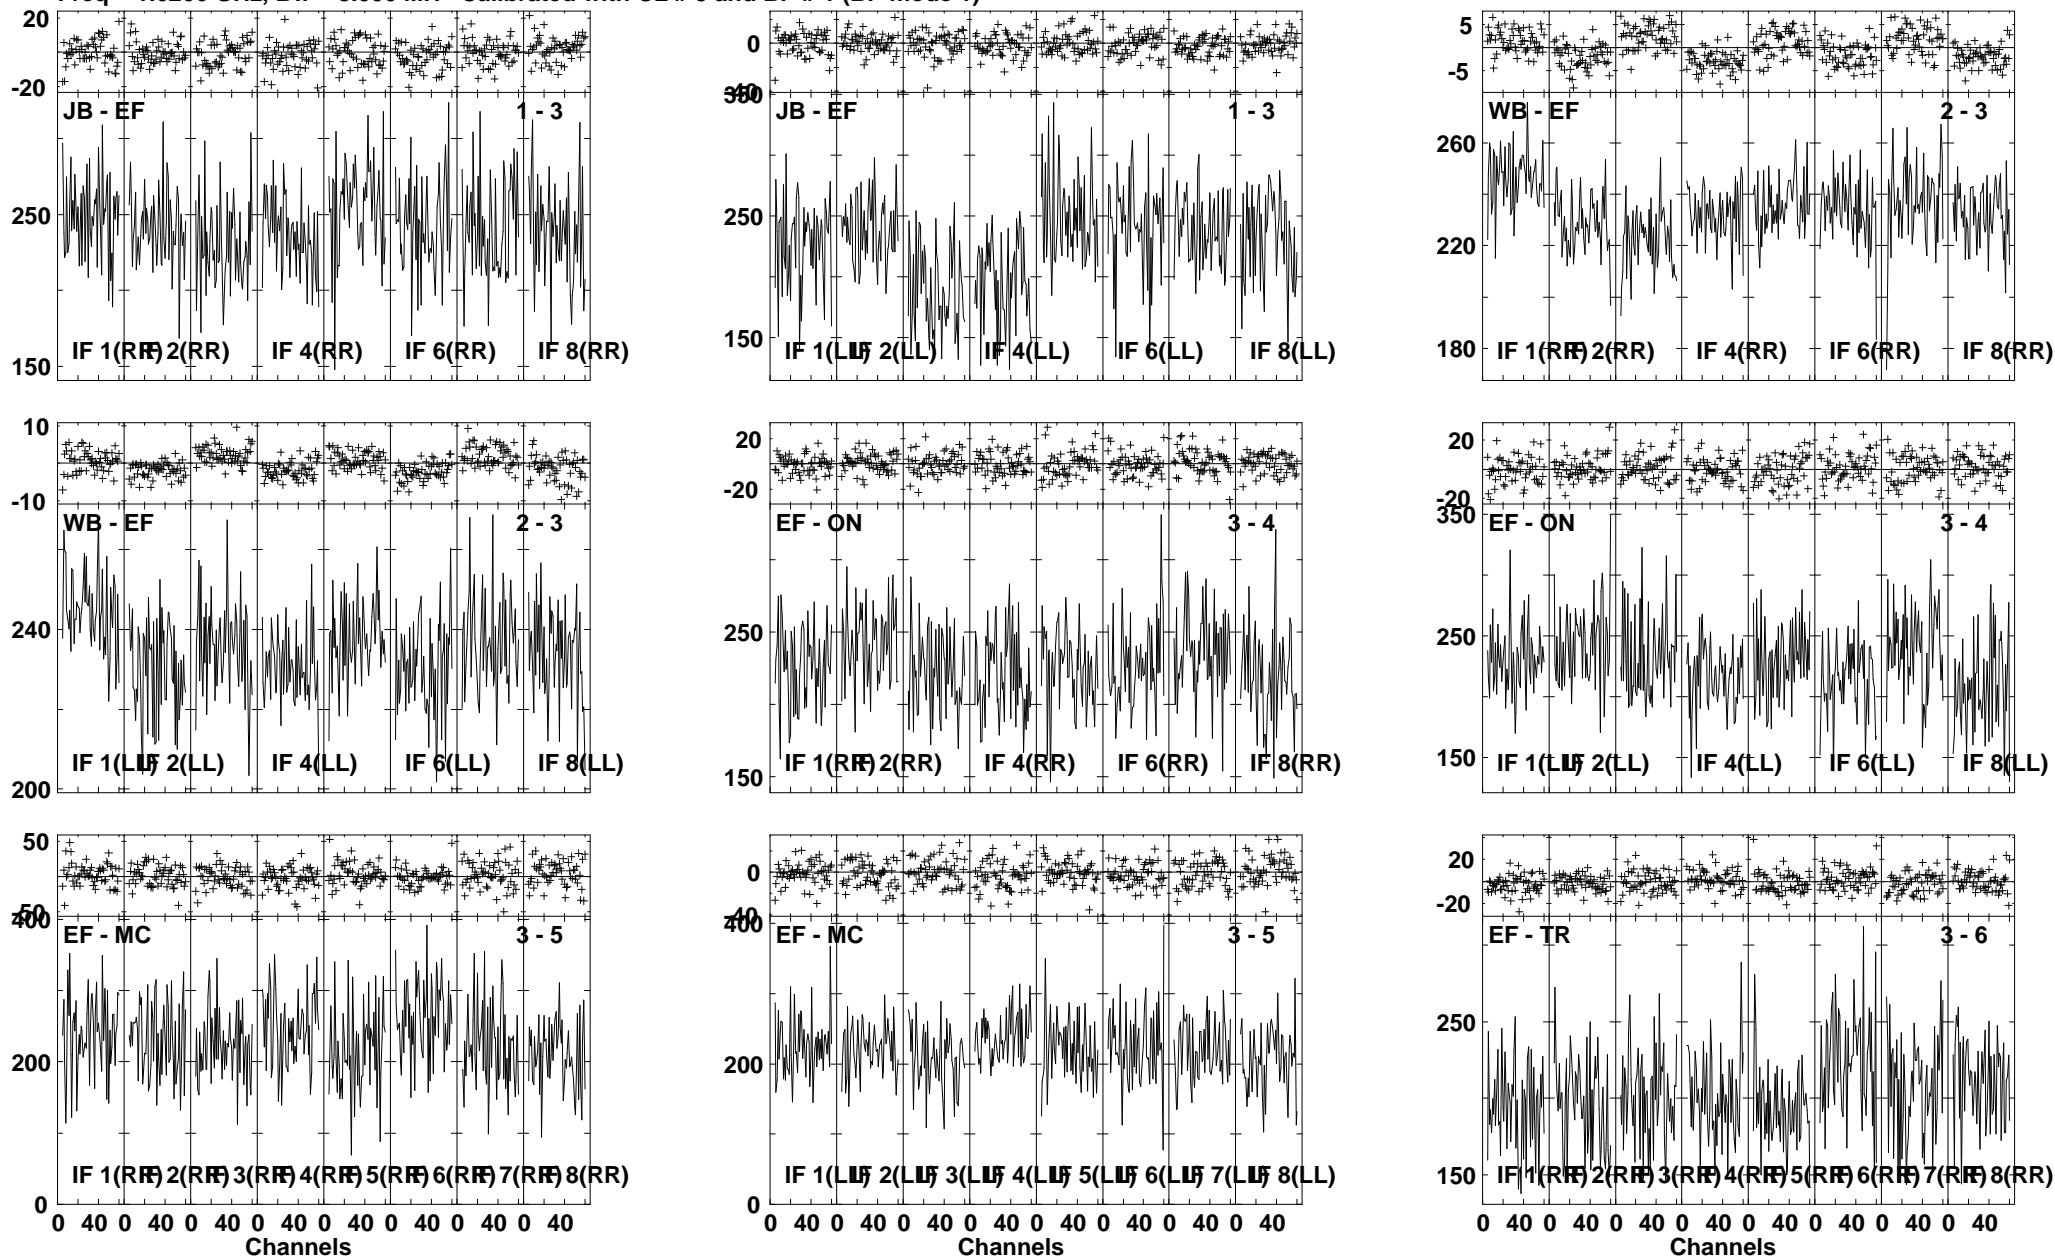 20
-20
JB - EF 1 - 3
250
150
IF 1(RR) IF 2(RR) IF 4(RR) IF 6(RR) IF 8(RR)
0
40
350
JB - EF 1 - 3
250
150
IF 1(LL) IF 2(LL) IF 4(LL) IF 6(LL) IF 8(LL)
5
-5
WB - EF 2 - 3
260
220
180
IF 1(RR) IF 2(RR) IF 4(RR) IF 6(RR) IF 8(RR)
10
-10
WB - EF 2 - 3
240
200
IF 1(LL) IF 2(LL) IF 4(LL) IF 6(LL) IF 8(LL)
20
-20
EF - ON 3 - 4
250
150
IF 1(RR) IF 2(RR) IF 4(RR) IF 6(RR) IF 8(RR)
20
-20
350
EF - ON 3 - 4
250
150
IF 1(LL) IF 2(LL) IF 4(LL) IF 6(LL) IF 8(LL)
50
50
400
EF - MC 3 - 5
200
0
IF 1(RR) IF 2(RR) IF 3(RR) IF 4(RR) IF 5(RR) IF 6(RR) IF 7(RR) IF 8(RR)
0 40 0 40 0 40 0 40 0 40 0 40 0 40 0 40
Channels
0
40
400
EF - MC 3 - 5
200
0
IF 1(LL) IF 2(LL) IF 3(LL) IF 4(LL) IF 5(LL) IF 6(LL) IF 7(LL) IF 8(LL)
0 40 0 40 0 40 0 40 0 40 0 40 0 40 0 40
Channels
20
-20
EF - TR 3 - 6
250
150
IF 1(RR) IF 2(RR) IF 3(RR) IF 4(RR) IF 5(RR) IF 6(RR) IF 7(RR) IF 8(RR)
0 40 0 40 0 40 0 40 0 40 0 40 0 40 0 40
Channels